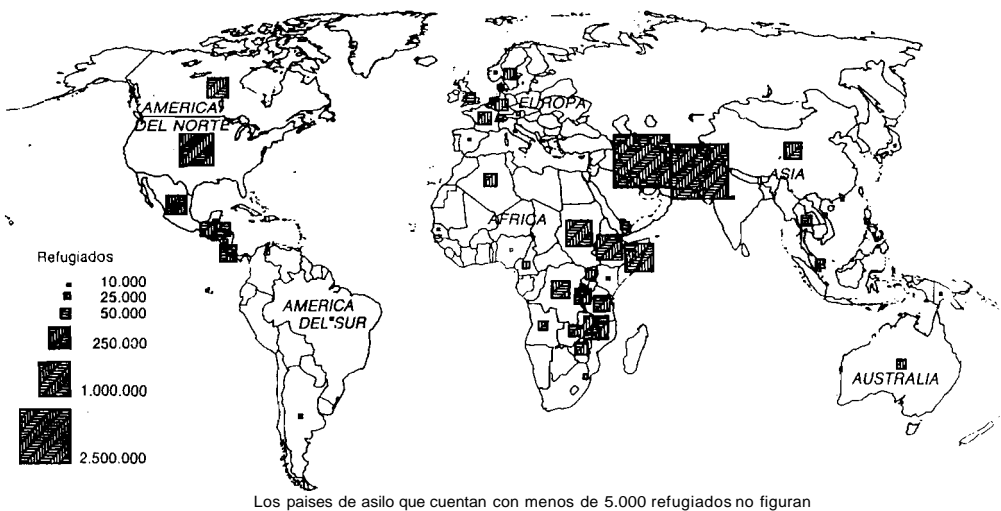 AMERICA
DEL NORTE
EUROPA
ASIA
AFRICA
Refugiados
10.000
25.000
50.000
250.000
1.000.000
2.500.000
AMERICA
DEL SUR
AUSTRALIA
Los paises de asilo que cuentan con menos de 5.000 refugiados no figuran